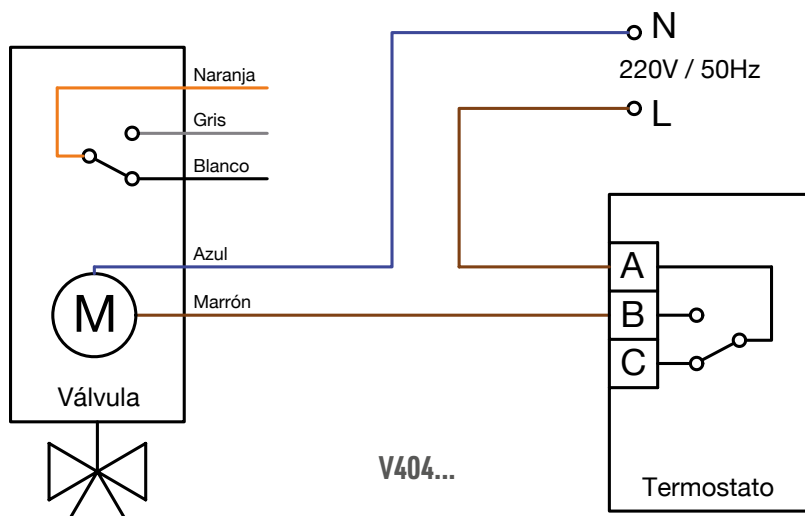 N
220V / 50Hz
L
Naranja
Gris
Blanco
Azul
Marrón
M
Válvula
A
B
C
Termostato
V404...